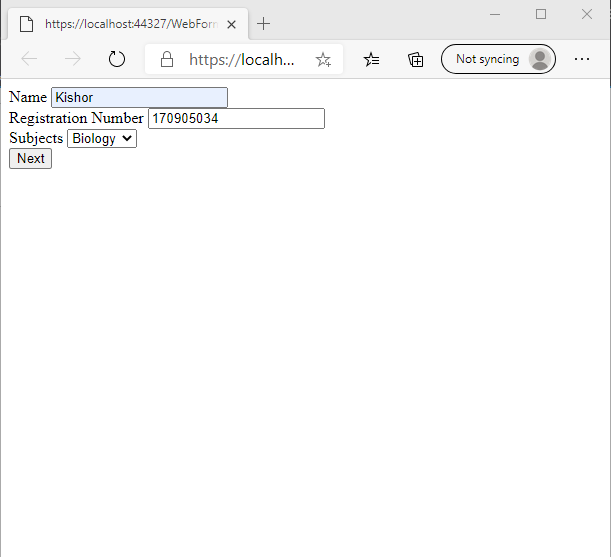 https://localhost:44327/WebForm
https://localh...
Not syncing
Name Kishor
Registration Number 170905034
Subjects Biology
Next